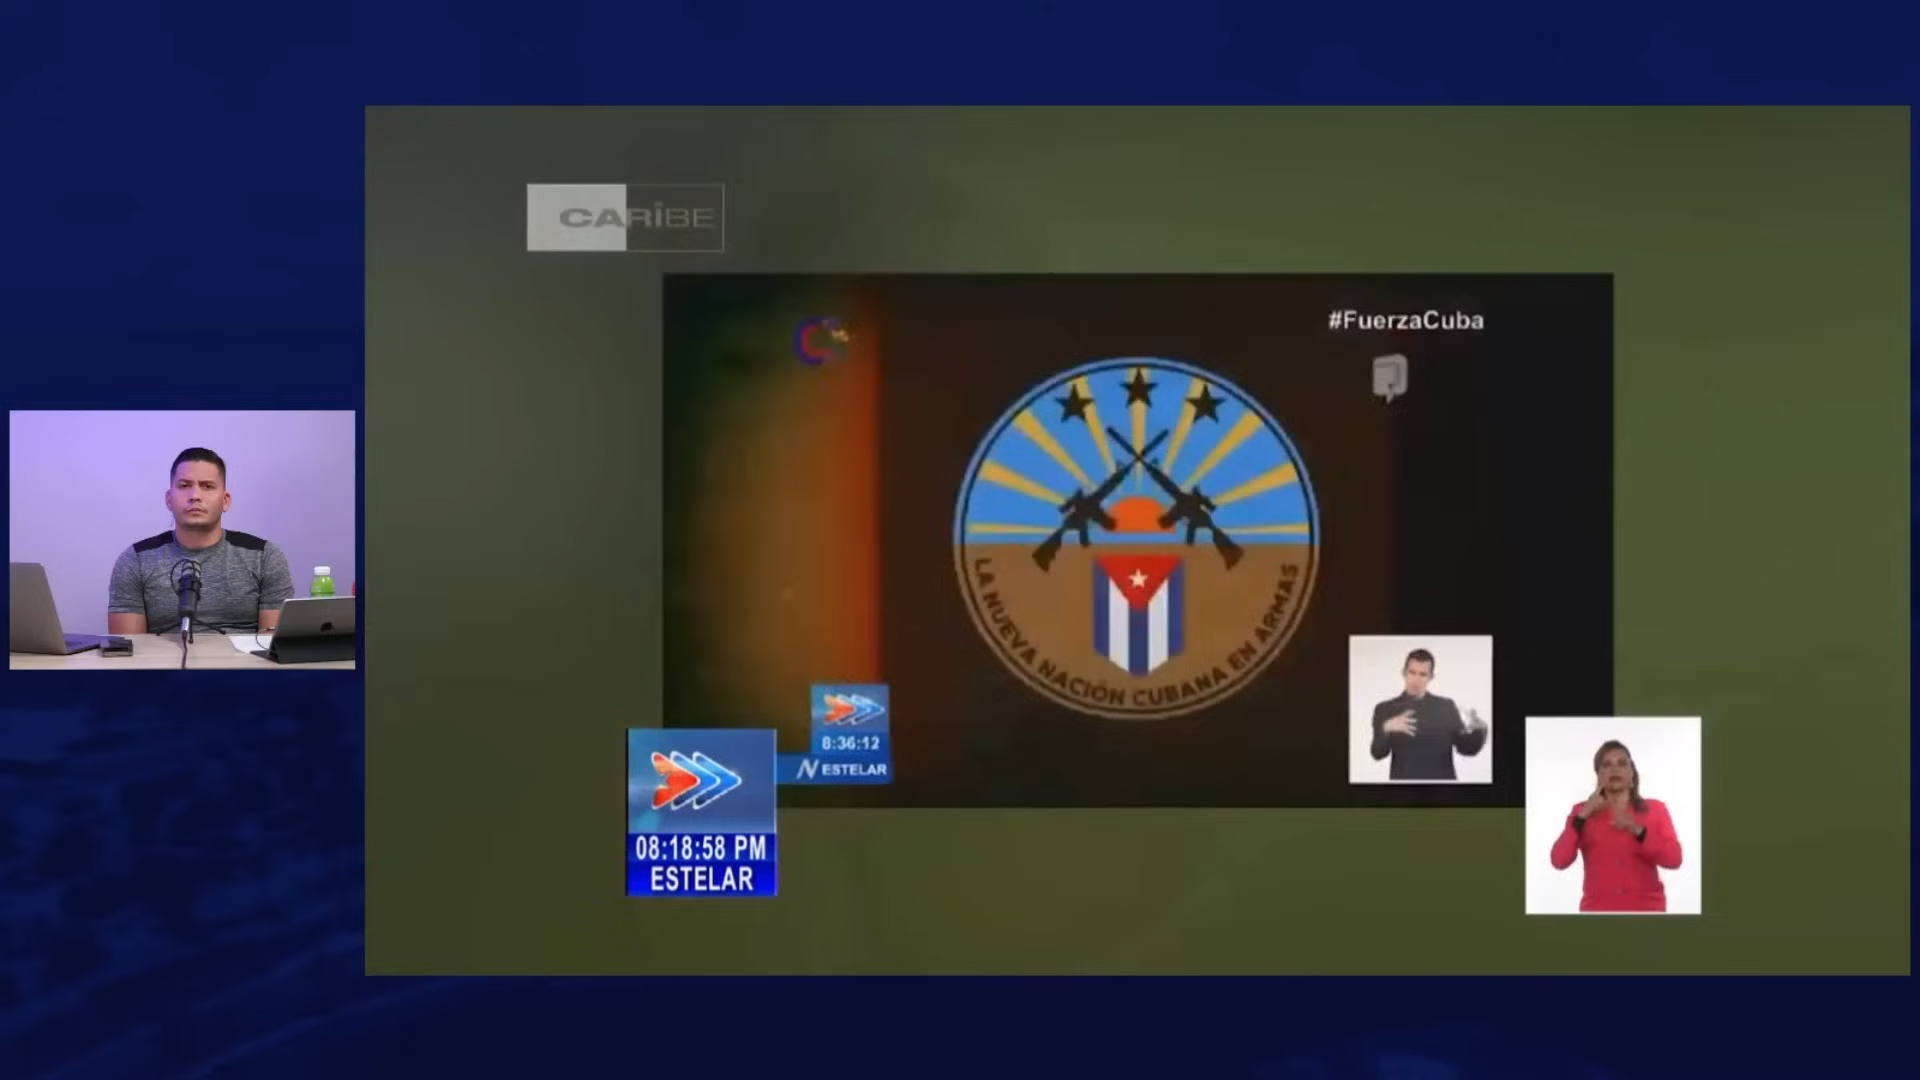 CARIBE
#FuerzaCuba
LA NUEVA NACIÓN CUBANA EN ARMAS
8:36:12
ESTELAR
08:18:58 PM
ESTELAR